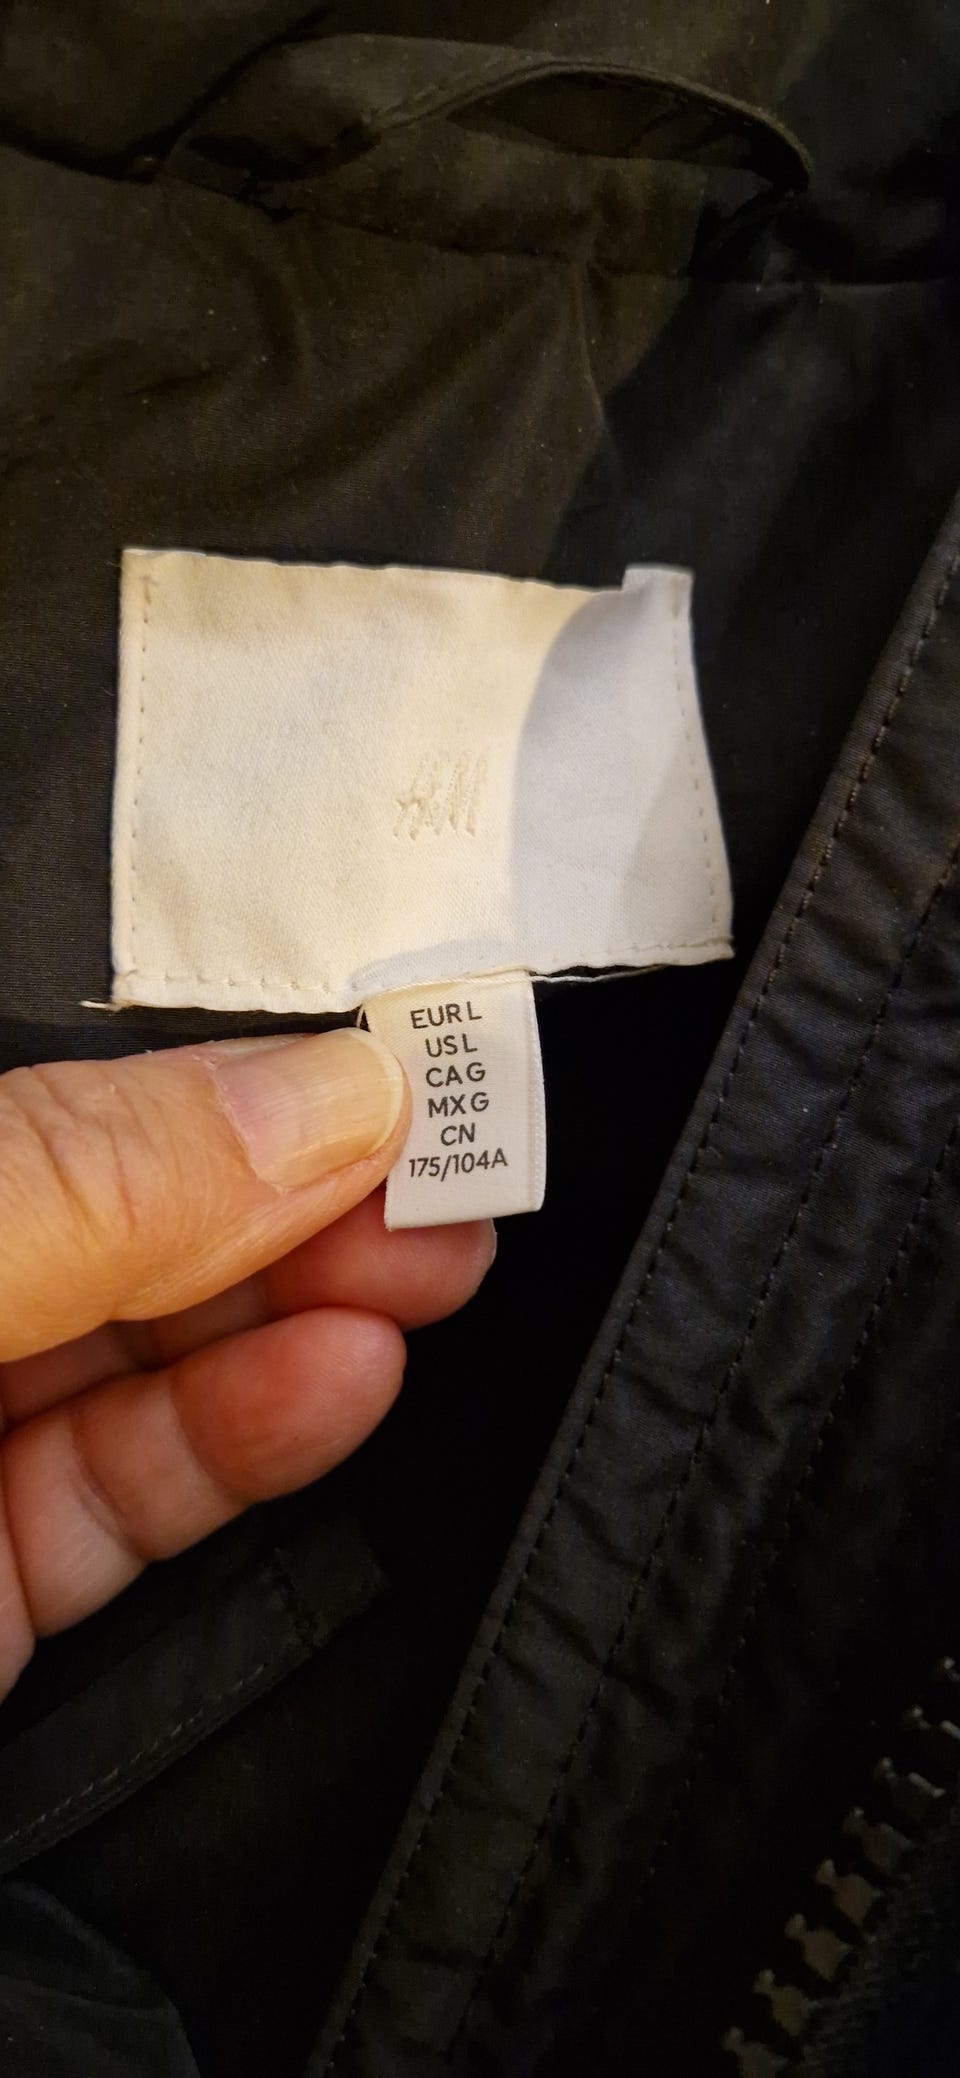 H&M
EUR L
US L
CA G
MX G
CN
175/104A